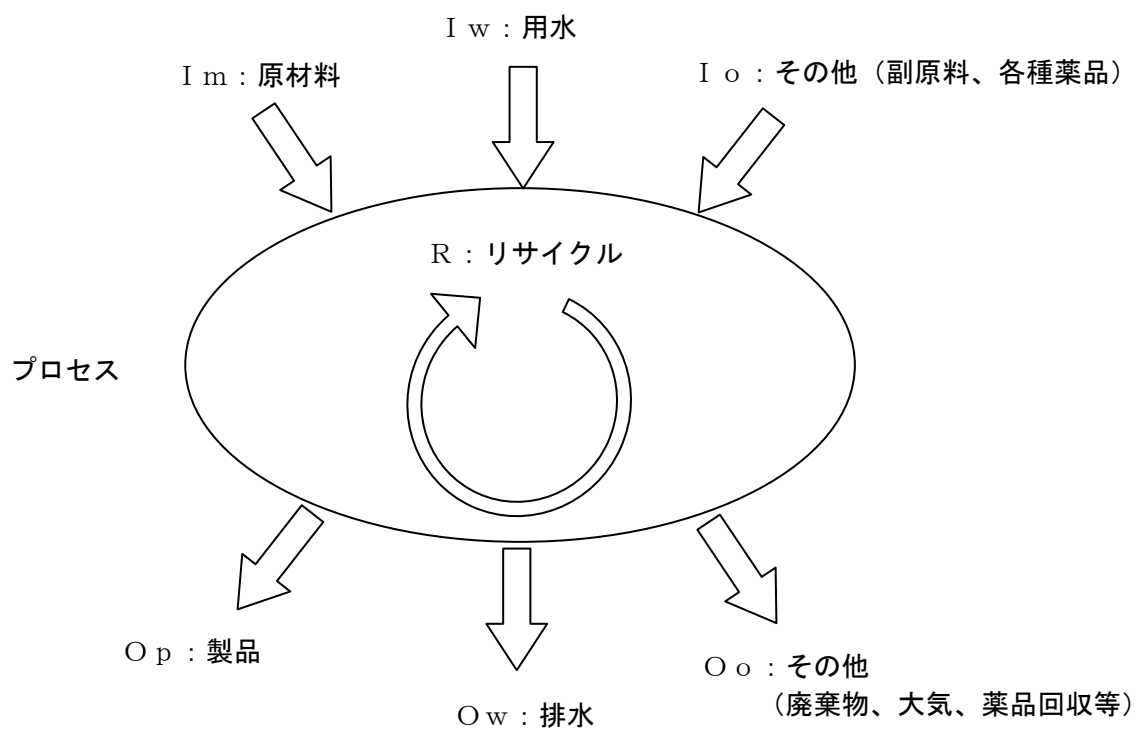 Ｉｗ：用水
Ｉｍ：原材料
Ｉｏ：その他（副原料、各種薬品）
Ｒ：リサイクル
プロセス
Ｏｐ：製品
Ｏｗ：排水
Ｏｏ：その他
（廃棄物、大気、薬品回収等）